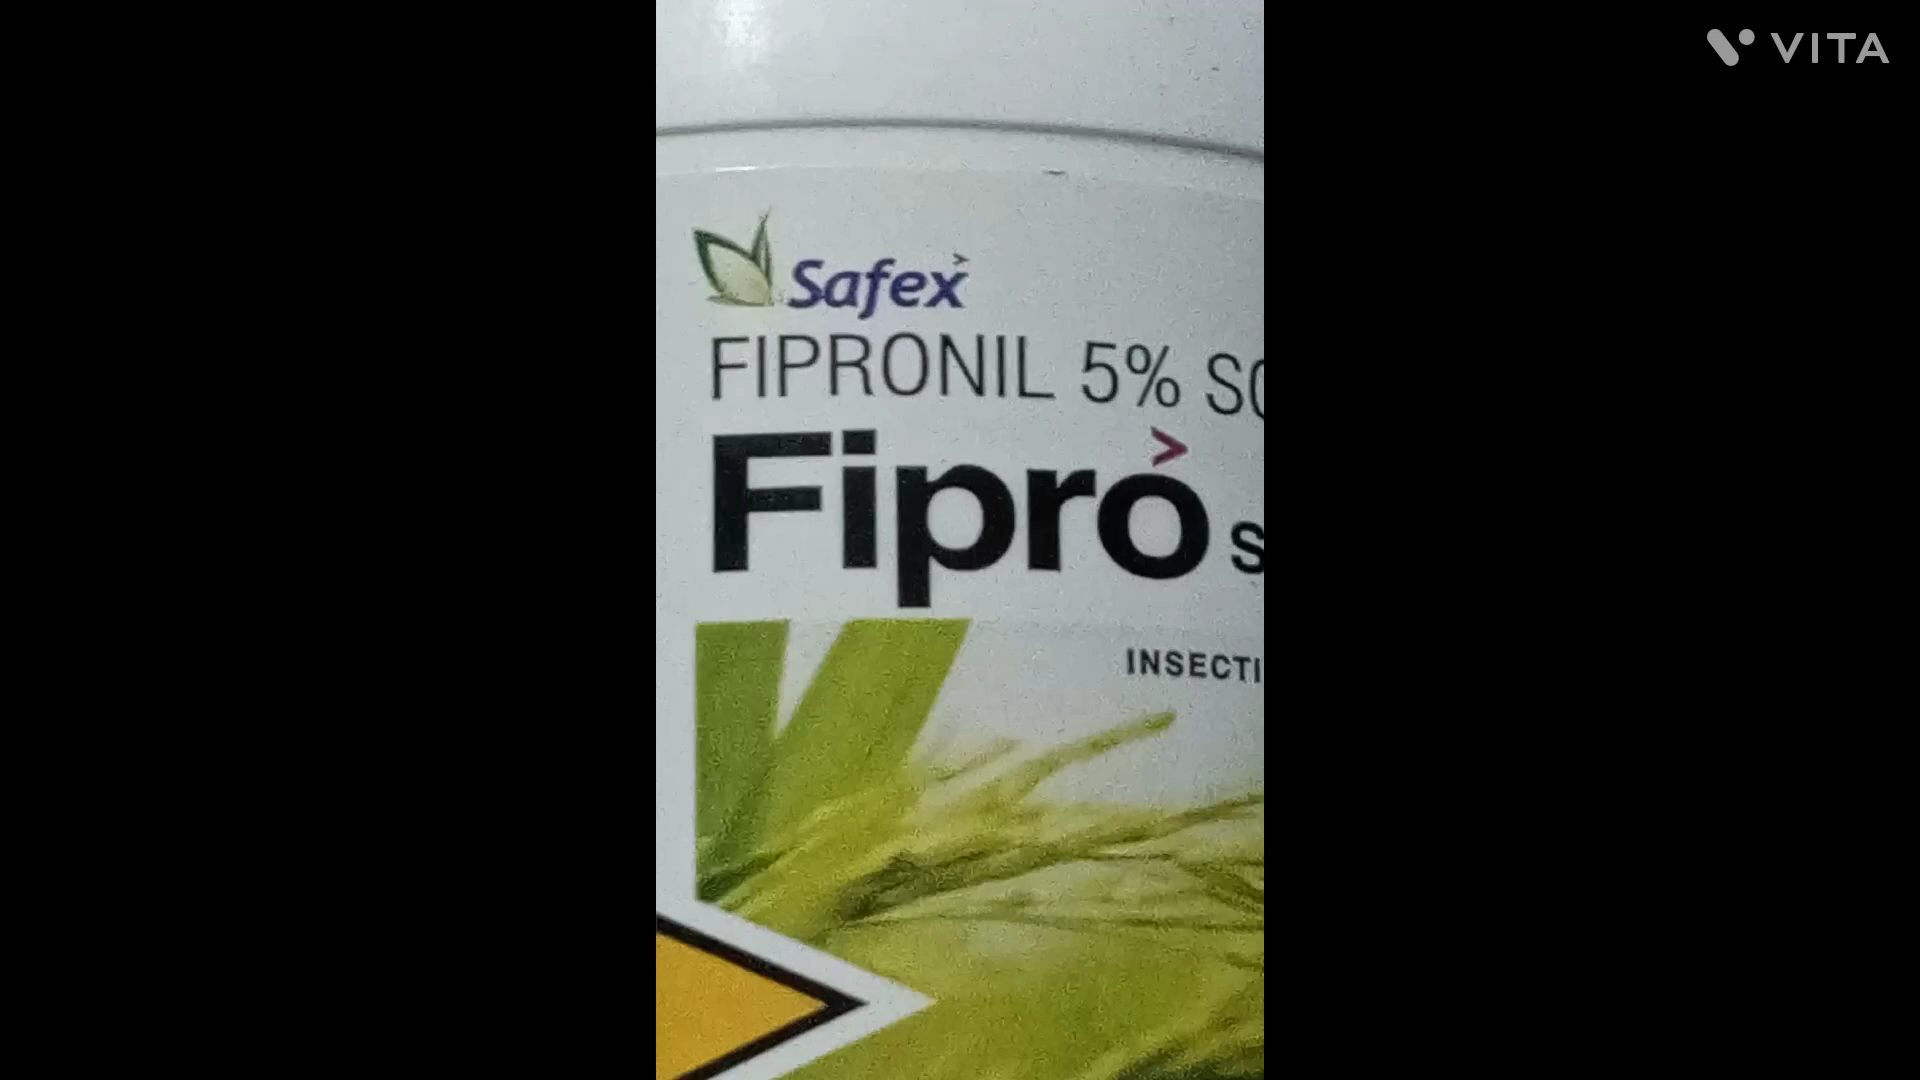 VITA
Safex
FIPRONIL 5% SC
Fipro S
INSECTI